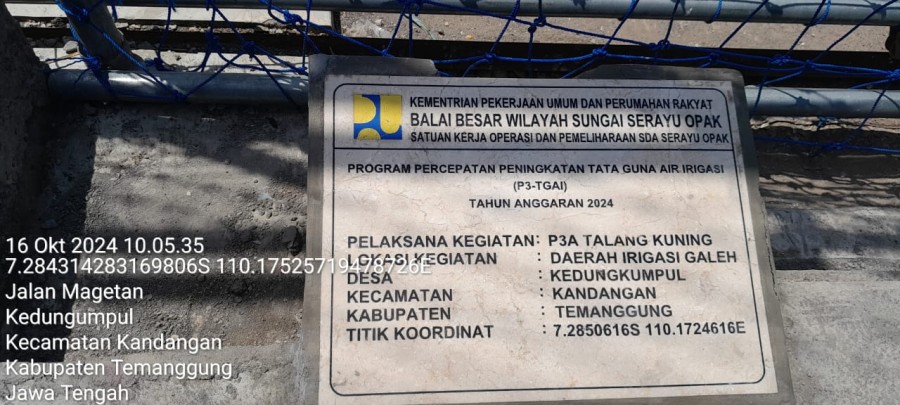 KEMENTRIAN PEKERJAAN UMUM DAN PERUMAHAN RAKYAT
BALAI BESAR WILAYAH SUNGAI SERAYU OPAK
SATUAN KERJA OPERASI DAN PEMELIHARAAN SDA SERAYU OPAK
PROGRAM PERCEPATAN PENINGKATAN TATA GUNA AIR IRIGASI
(P3-TGAI)
TAHUN ANGGARAN 2024
PELAKSANA KEGIATAN : P3A TALANG KUNING
LOKASI KEGIATAN : DAERAH IRIGASI GALEH
DESA : KEDUNGKUMPUL
KECAMATAN : KANDANGAN
KABUPATEN : TEMANGGUNG
TITIK KOORDINAT : 7.2850616S 110.1724616E
16 Okt 2024 10.05.35
7.284314283169806S 110.17525719478726E
Jalan Magetan
Kedungumpul
Kecamatan Kandangan
Kabupaten Temanggung
Jawa Tengah